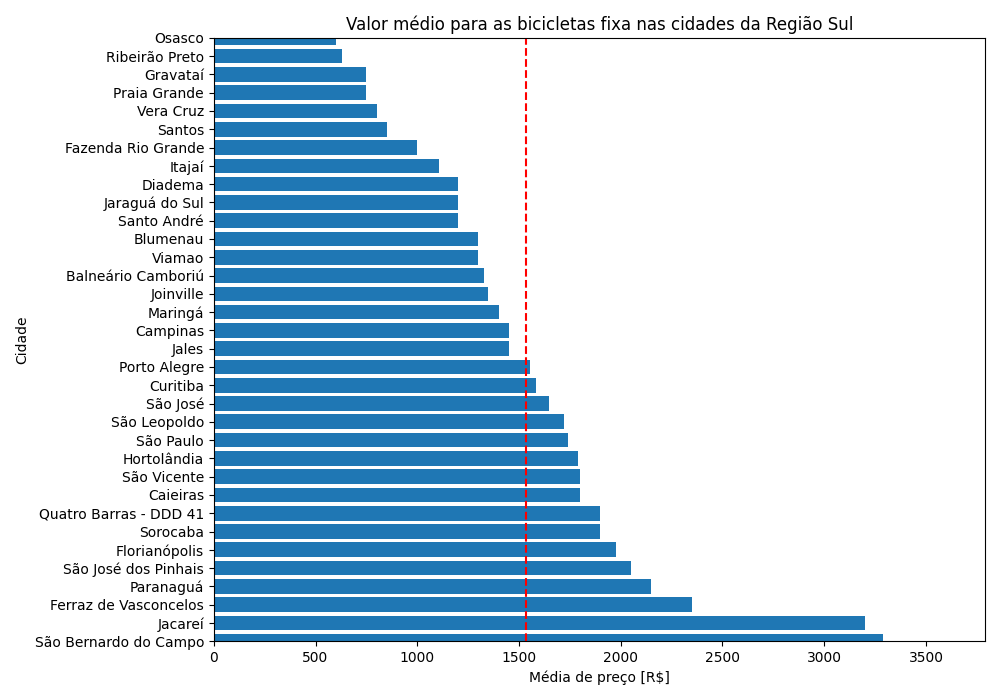 Valor médio para as bicicletas fixa nas cidades da Região Sul
Osasco
Ribeirão Preto
Gravataí
Praia Grande
Vera Cruz
Santos
Fazenda Rio Grande
Itajaí
Diadema
Jaraguá do Sul
Santo André
Blumenau
Viamao
Balneário Camboriú
Joinville
Maringá
Campinas
Jales
Porto Alegre
Curitiba
São José
São Leopoldo
São Paulo
Hortolândia
São Vicente
Caieiras
Quatro Barras - DDD 41
Sorocaba
Florianópolis
São José dos Pinhais
Paranaguá
Ferraz de Vasconcelos
Jacareí
São Bernardo do Campo
Cidade
0 500 1000 1500 2000 2500 3000 3500
Média de preço [R$]